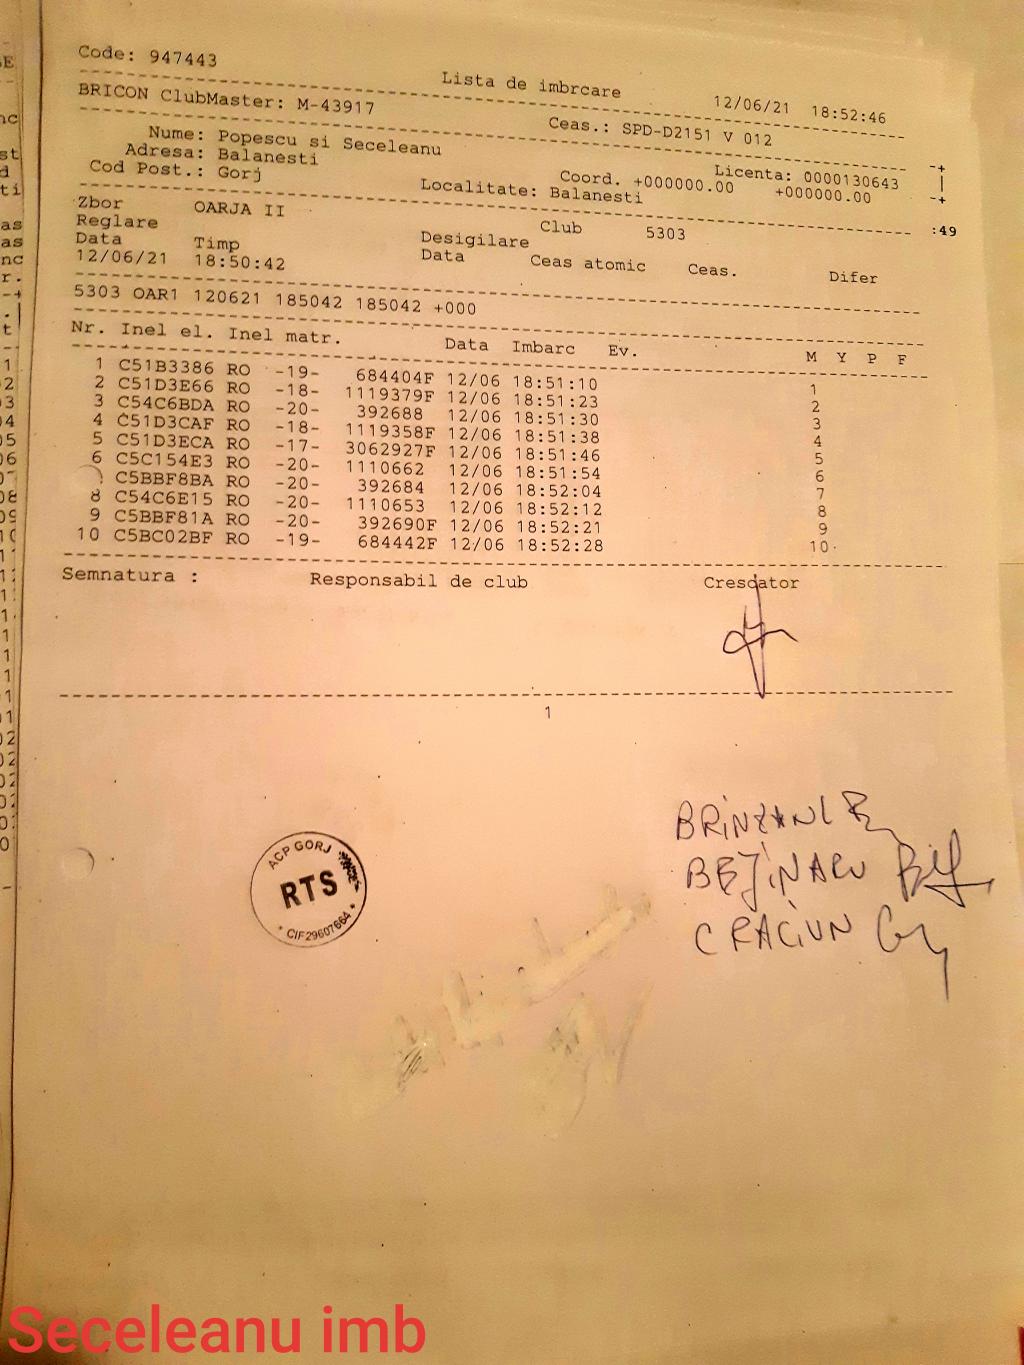 Code: 947443
Lista de imbrcare 12/06/21 18:52:46
BRICON ClubMaster: M-43917 Ceas.: SPD-D2151 V 012
Nume: Popescu si Seceleanu Licenta: 0000130643
Adresa: Balanesti Coord. +000000.00 +000000.00
Cod Post.: Gorj Localitate: Balanesti
Zbor OARJA II Club 5303
Reglare Desigilare
Data Timp Data Ceas atomic Ceas. Difer
12/06/21 18:50:42
5303 OAR1 120621 185042 185042 +000
Nr. Inel el. Inel matr. Data Imbarc Ev. M Y P F
1 C51B3386 RO -19- 684404F 12/06 18:51:10 1
2 C51D3E66 RO -18- 1119379F 12/06 18:51:23 2
3 C54C6BDA RO -20- 392688 12/06 18:51:30 3
4 C51D3CAF RO -18- 1119358F 12/06 18:51:38 4
5 C51D3ECA RO -17- 3062927F 12/06 18:51:46 5
6 C5C154E3 RO -20- 1110662 12/06 18:51:54 6
C5BBF8BA RO -20- 392684 12/06 18:52:04 7
8 C54C6E15 RO -20- 1110653 12/06 18:52:12 8
9 C5BBF81A RO -20- 392690F 12/06 18:52:21 9
10 C5BC02BF RO -19- 684442F 12/06 18:52:28 10
Semnatura : Responsabil de club Crescator
1
BRINZAN
BEJINARU
CRACIUN
ACP GORJ
RTS
* CIF29607664 *
:49
Seceleanu imb